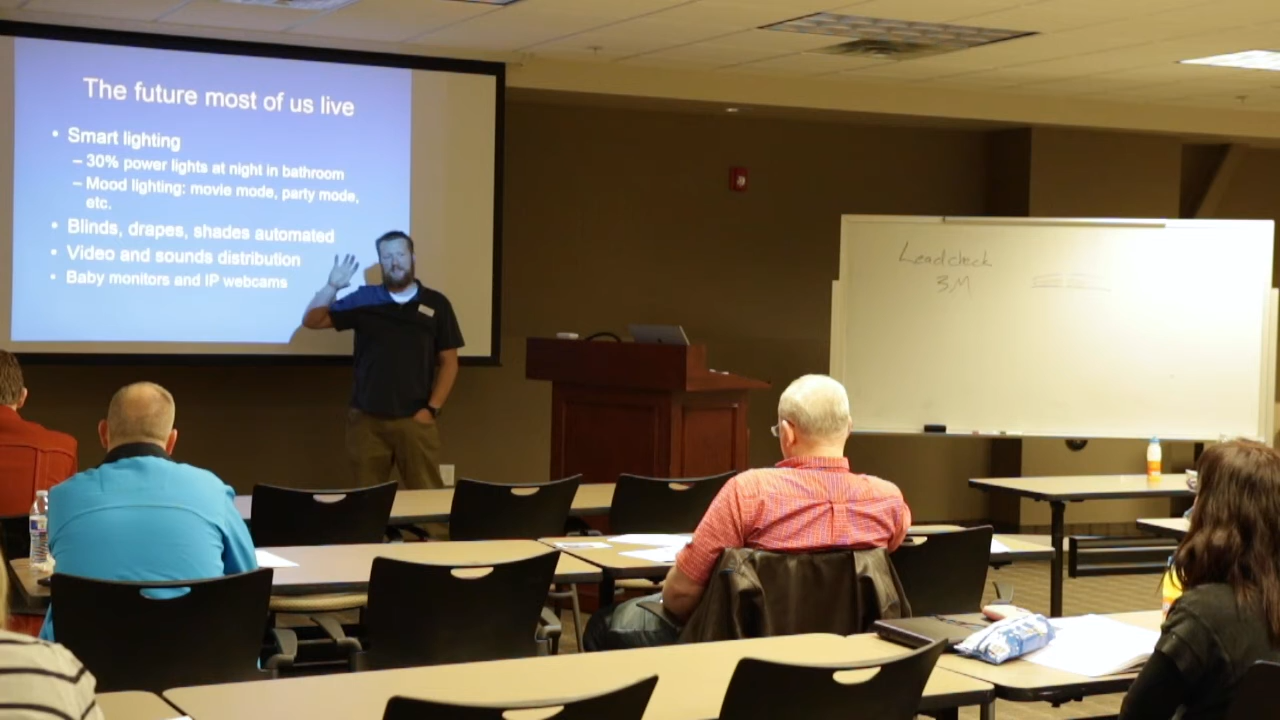 The future most of us live
• Smart lighting
– 30% power lights at night in bathroom
– Mood lighting: movie mode, party mode,
etc.
• Blinds, drapes, shades automated
• Video and sounds distribution
• Baby monitors and IP webcams
Leadcheck
3M